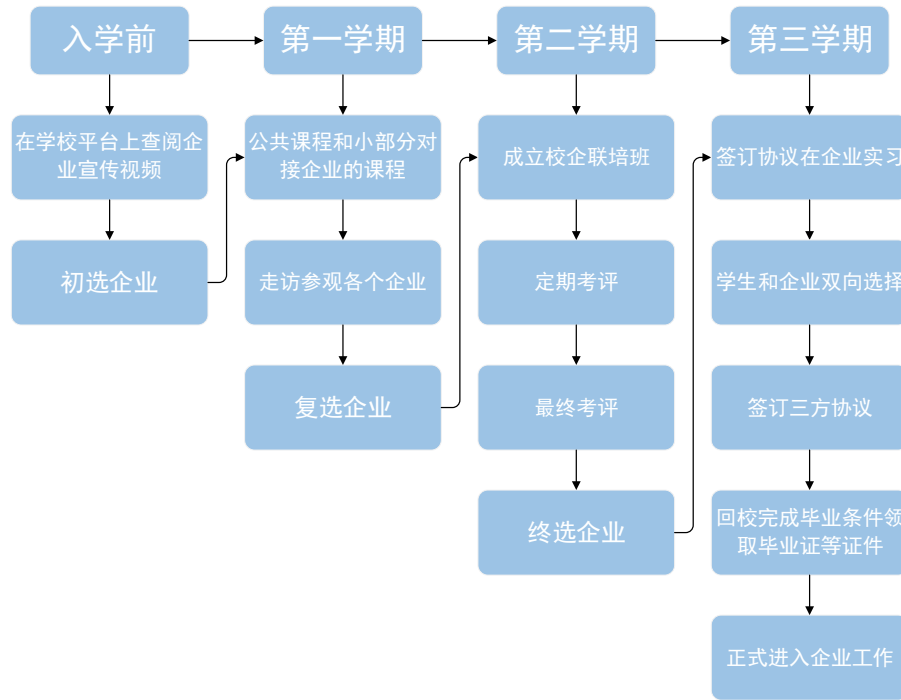 入学前
第一学期
第二学期
第三学期
在学校平台上查阅企
业宣传视频
初选企业
公共课程和小部分对
接企业的课程
走访参观各个企业
复选企业
成立校企联培班
定期考评
最终考评
终选企业
签订协议在企业实习
学生和企业双向选择
签订三方协议
回校完成毕业条件领
取毕业证等证件
正式进入企业工作